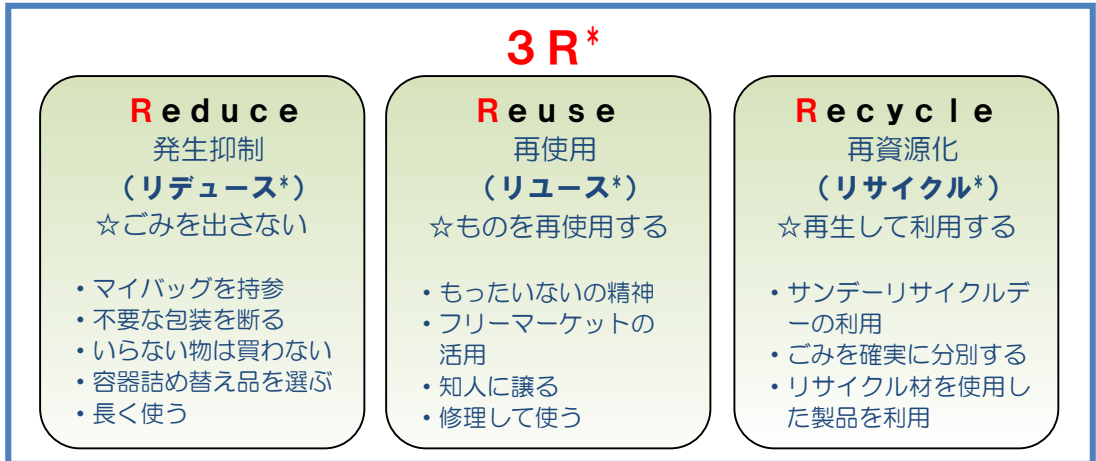 3R*
Reduce
発生抑制
(リデュース*)
☆ごみを出さない
・マイバッグを持参
・不要な包装を断る
・いらない物は買わない
・容器詰め替え品を選ぶ
・長く使う
Reuse
再使用
(リユース*)
☆ものを再使用する
・もったいないの精神
・フリーマーケットの
活用
・知人に譲る
・修理して使う
Recycle
再資源化
(リサイクル*)
☆再生して利用する
・サンデーリサイクルデ
ーの利用
・ごみを確実に分別する
・リサイクル材を使用し
た製品を利用